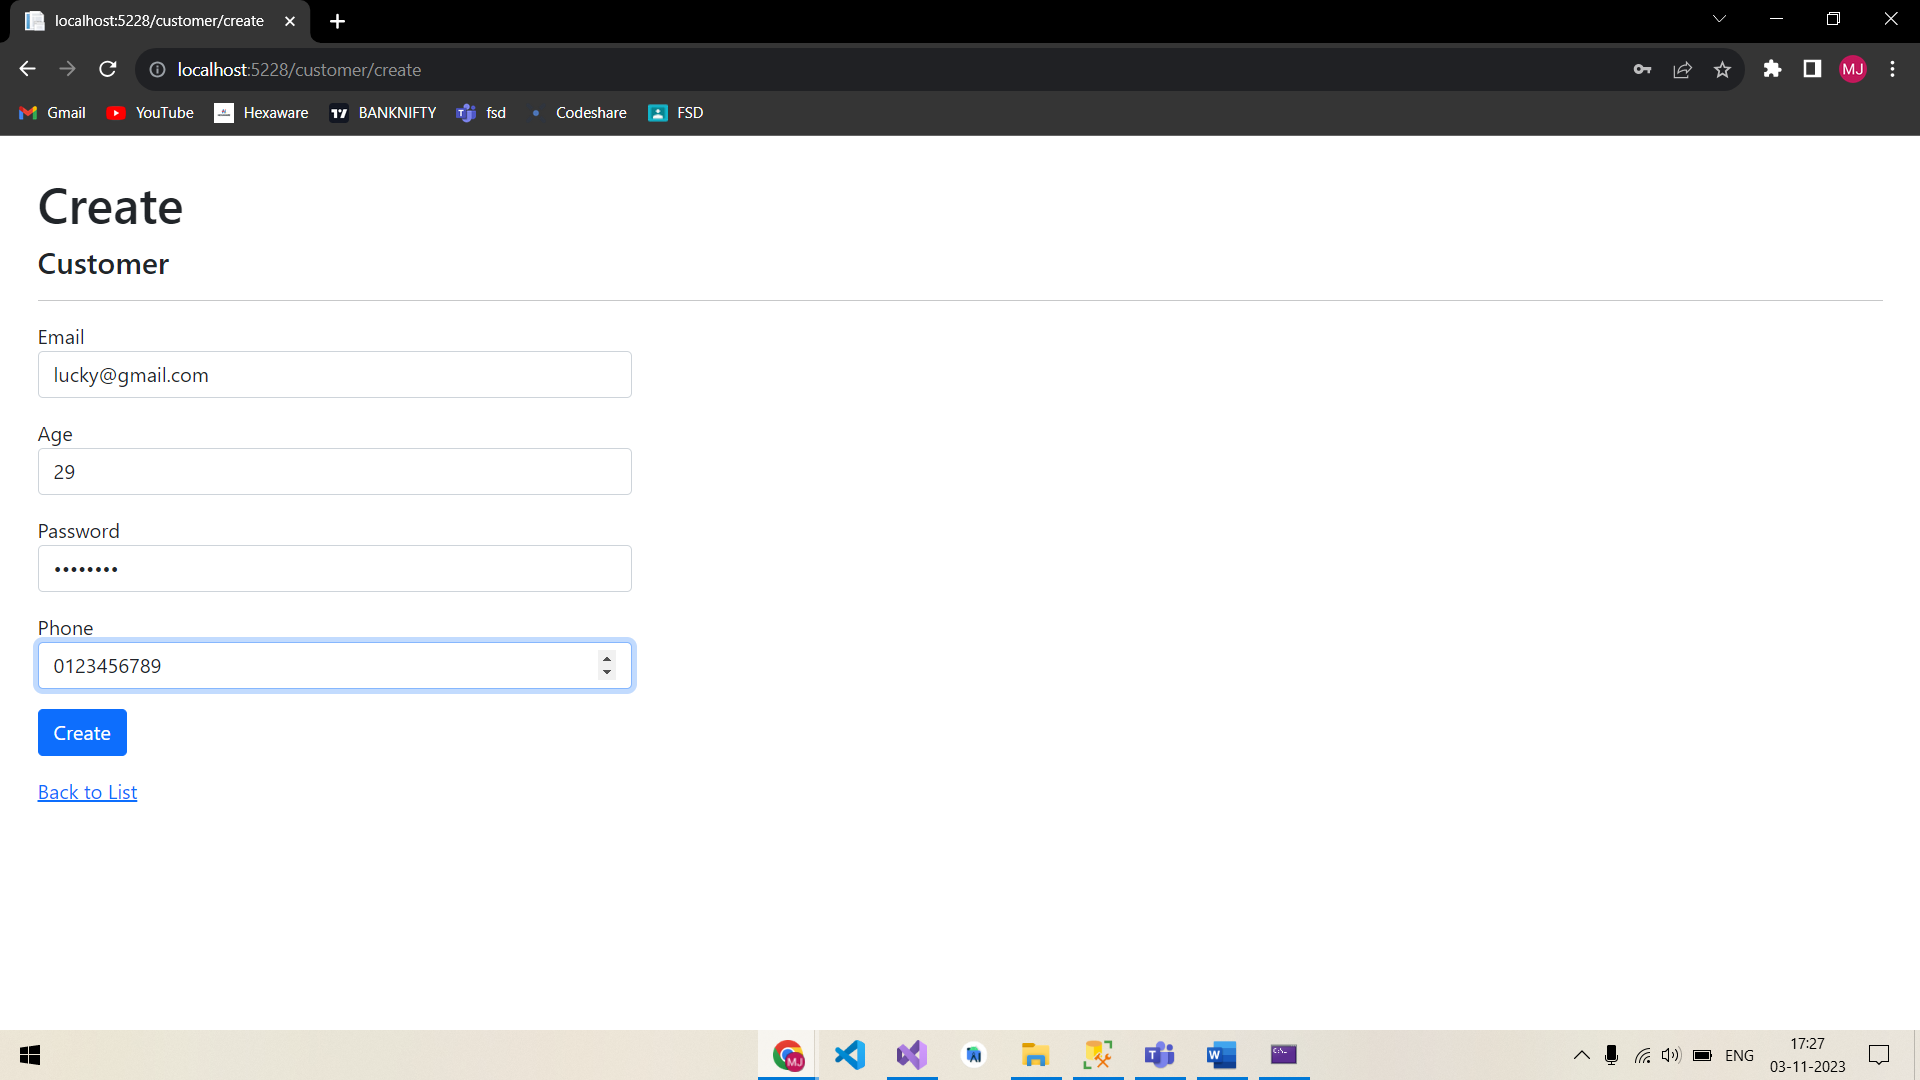 localhost:5228/customer/create
localhost:5228/customer/create
MJ
Gmail YouTube Hexaware BANKNIFTY fsd Codeshare FSD
Create
Customer
Email
lucky@gmail.com
Age
29
Password
••••••••
Phone
0123456789
Create
Back to List
MJ
ENG
17:27
03-11-2023